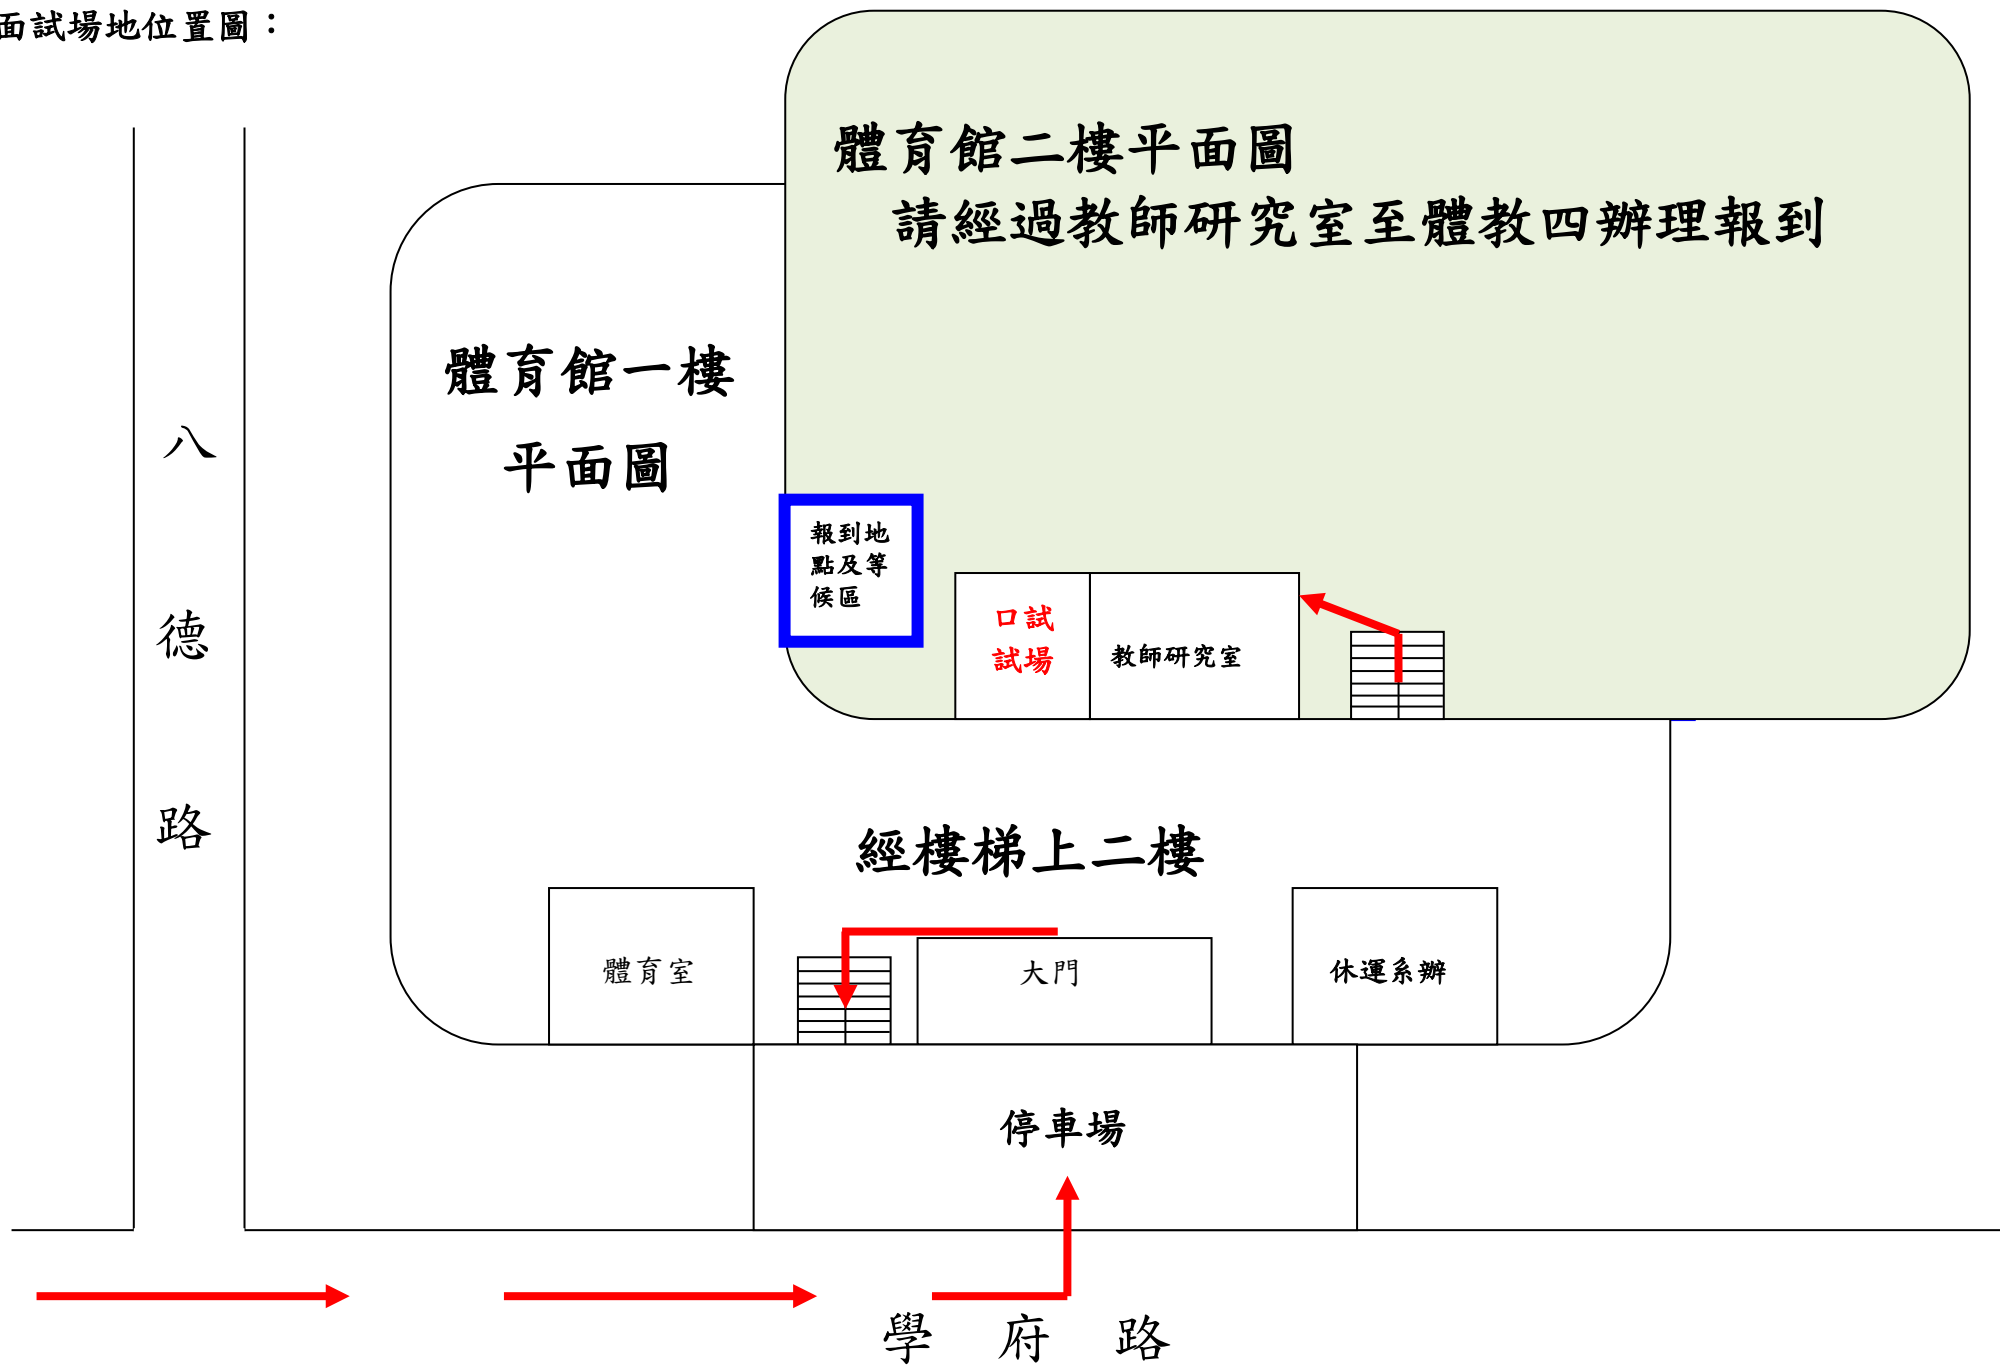 面試場地位置圖：
體育館二樓平面圖
請經過教師研究室至體教四辦理報到
體育館一樓
平面圖
八
德
路
報到地
點及等
候區
口試
試場
教師研究室
經樓梯上二樓
體育室
大門
休運系辦
停車場
學 府 路